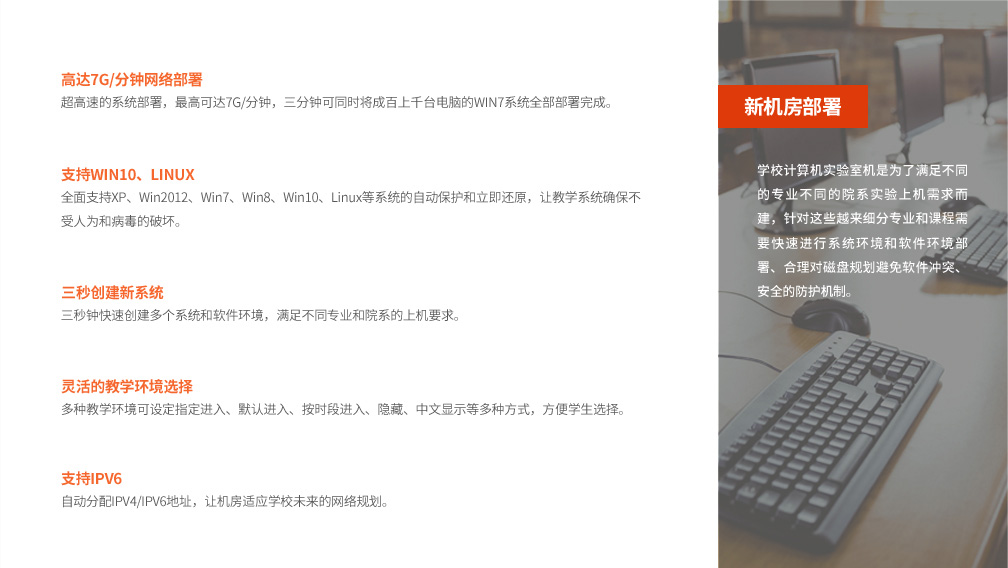 高达7G/分钟网络部署
超高速的系统部署，最高可达7G/分钟，三分钟可同时将成百上千台电脑的WIN7系统全部部署完成。
支持WIN10、LINUX
全面支持XP、Win2012、Win7、Win8、Win10、Linux等系统的自动保护和立即还原，让教学系统确保不
受人为和病毒的破坏。
三秒创建新系统
三秒钟快速创建多个系统和软件环境，满足不同专业和院系的上机要求。
灵活的教学环境选择
多种教学环境可设定指定进入、默认进入、按时段进入、隐藏、中文显示等多种方式，方便学生选择。
支持IPV6
自动分配IPV4/IPV6地址，让机房适应学校未来的网络规划。
新机房部署
学校计算机实验室机是为了满足不同
的专业不同的院系实验上机需求而
建，针对这些越来细分专业和课程需
要快速进行系统环境和软件环境部
署、合理对磁盘规划避免软件冲突、
安全的防护机制。